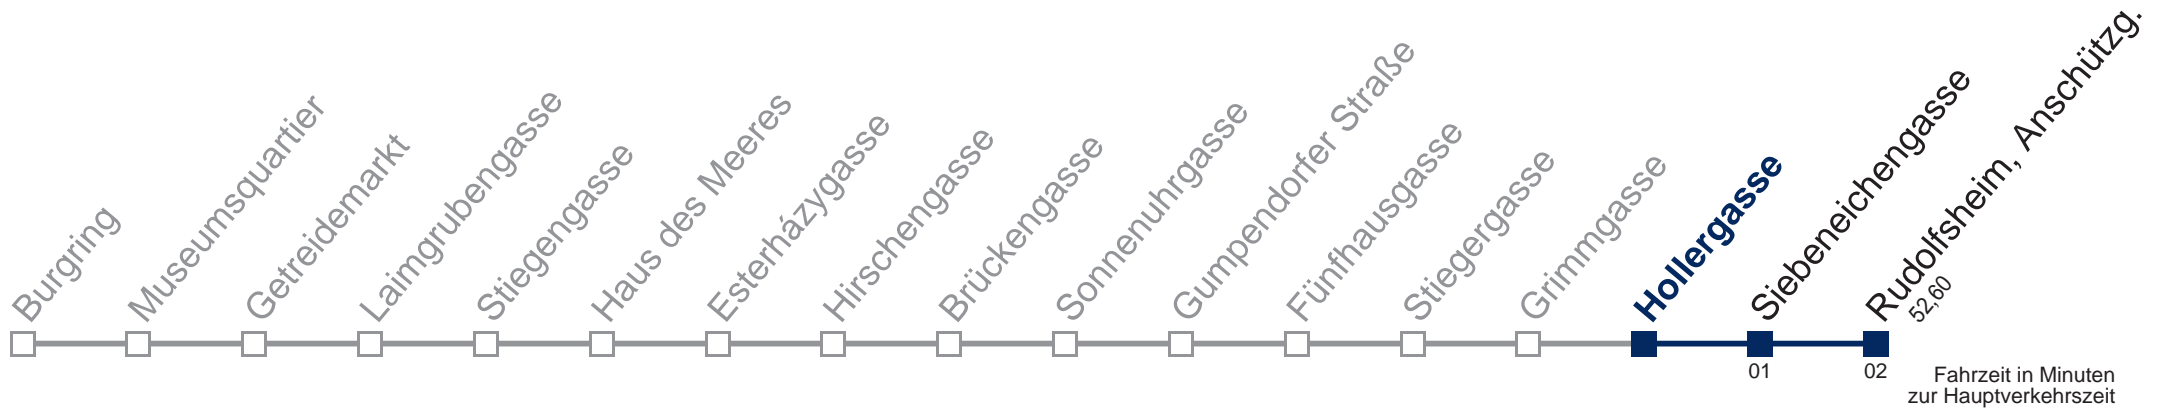 Burgring
Museumsquartier
Getreidemarkt
Laimgrubengasse
Stiegengasse
Haus des Meeres
Esterházygasse
Hirschengasse
Brückengasse
Sonnenuhrgasse
Gumpendorfer Straße
Fünfhausgasse
Stiegergasse
Grimmgasse
Hollergasse
Siebeneichengasse
Rudolfsheim, Anschützg.
52,60
01
02
Fahrzeit in Minuten
zur Hauptverkehrszeit